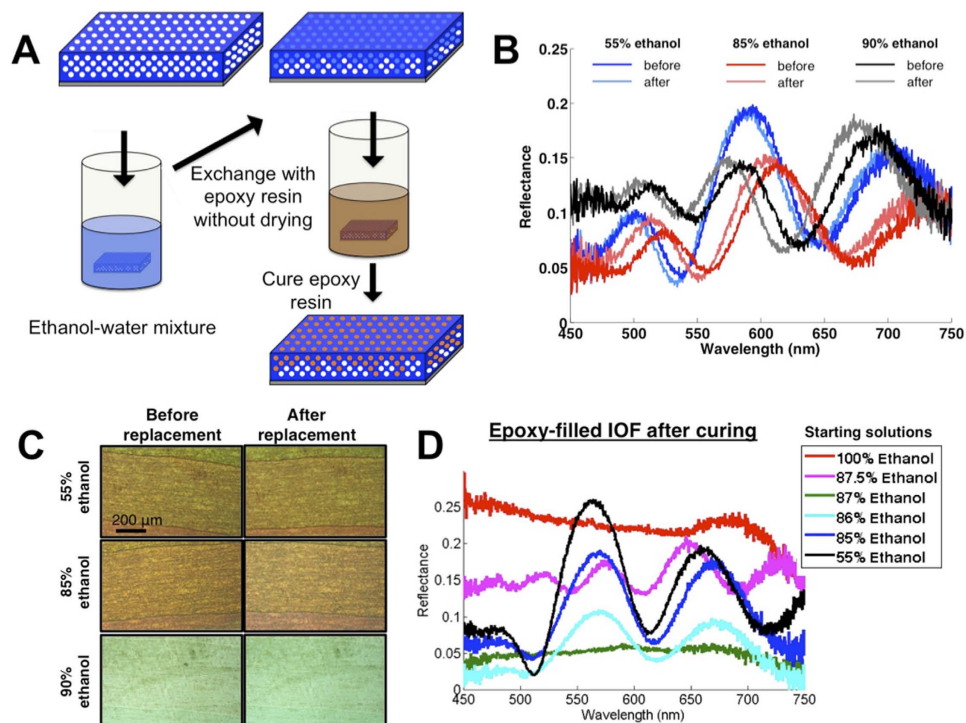 A
Exchange with
epoxy resin
without drying
Ethanol-water mixture
Cure epoxy
resin
B
55% ethanol 85% ethanol 90% ethanol
before before before
after after after
0.25
0.2
0.15
0.1
0.05
0
Reflectance
450 500 550 600 650 700 750
Wavelength (nm)
C
Before
replacement
After
replacement
55%
ethanol
200 µm
85%
ethanol
90%
ethanol
D
Epoxy-filled IOF after curing
Starting solutions
100% Ethanol
87.5% Ethanol
87% Ethanol
86% Ethanol
85% Ethanol
55% Ethanol
0.25
0.2
0.15
0.1
0.05
0
Reflectance
450 500 550 600 650 700 750
Wavelength (nm)